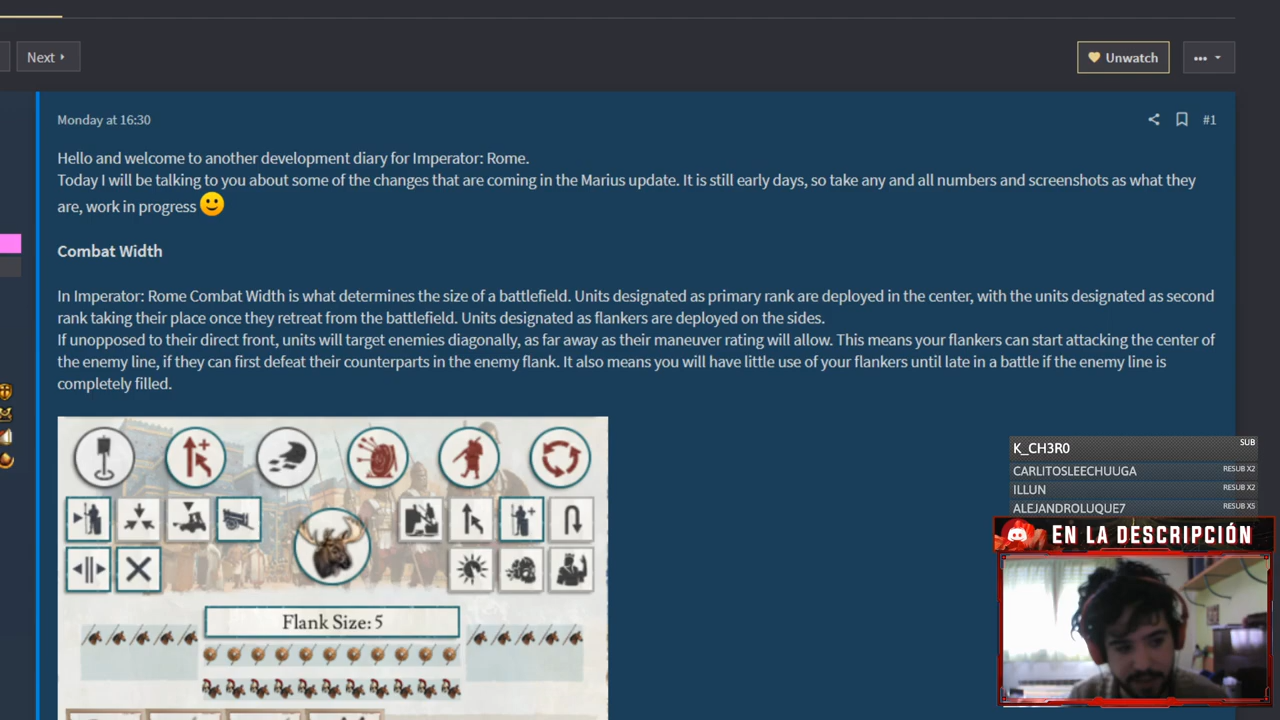 Next
Unwatch
Monday at 16:30
#1
Hello and welcome to another development diary for Imperator: Rome.
Today I will be talking to you about some of the changes that are coming in the Marius update. It is still early days, so take any and all numbers and screenshots as what they
are, work in progress
Combat Width
In Imperator: Rome Combat Width is what determines the size of a battlefield. Units designated as primary rank are deployed in the center, with the units designated as second
rank taking their place once they retreat from the battlefield. Units designated as flankers are deployed on the sides.
If unopposed to their direct front, units will target enemies diagonally, as far away as their maneuver rating will allow. This means your flankers can start attacking the center of
the enemy line, if they can first defeat their counterparts in the enemy flank. It also means you will have little use of your flankers until late in a battle if the enemy line is
completely filled.
Flank Size: 5
K_CH3R0 SUB
CARLITOSLEECHUUGA RESUB X2
ILLUN RESUB X2
ALEJANDROLUQUE7 RESUB X5
EN LA DESCRIPCIÓN